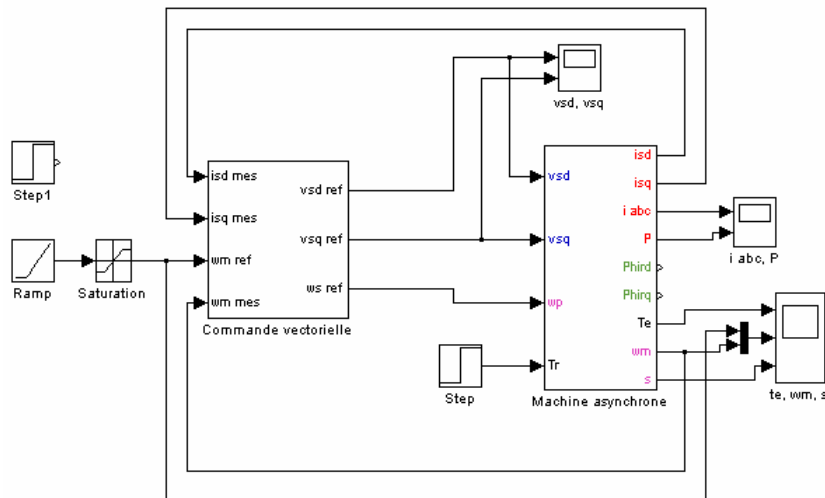 Step1
Ramp
Saturation
isd mes
isq mes
wm ref
wm mes
vsd ref
vsq ref
ws ref
Commande vectorielle
vsd, vsq
Step
vsd
vsq
wp
Tr
isd
isq
i abc
P
Phird
Phirq
Te
wm
s
Machine asynchrone
i abc, P
te, wm, s